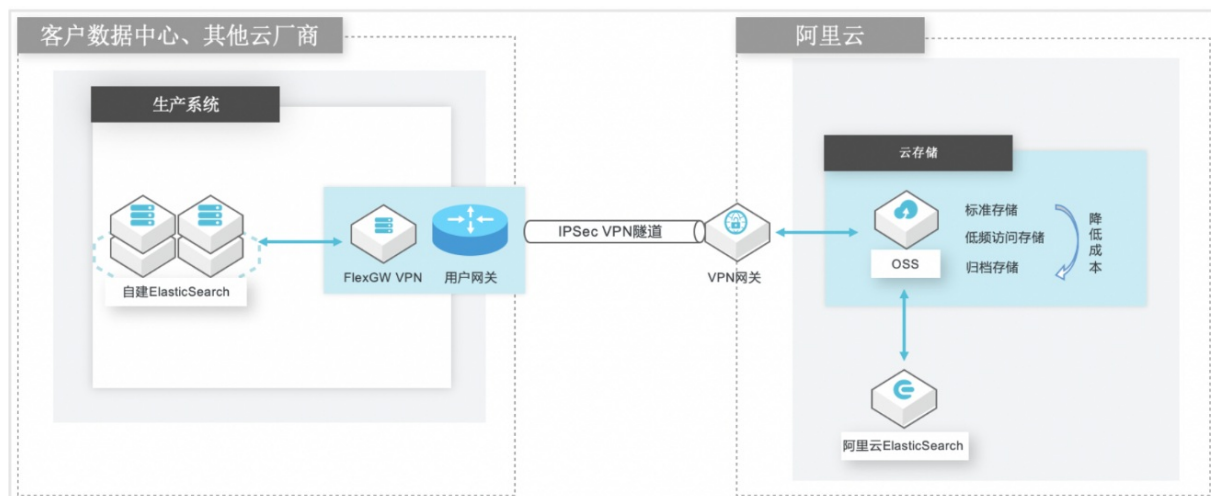 客户数据中心、其他云厂商
生产系统
自建ElasticSearch
FlexGW VPN
用户网关
IPSec VPN隧道
VPN网关
阿里云
云存储
OSS
标准存储
低频访问存储
归档存储
降低成本
阿里云ElasticSearch